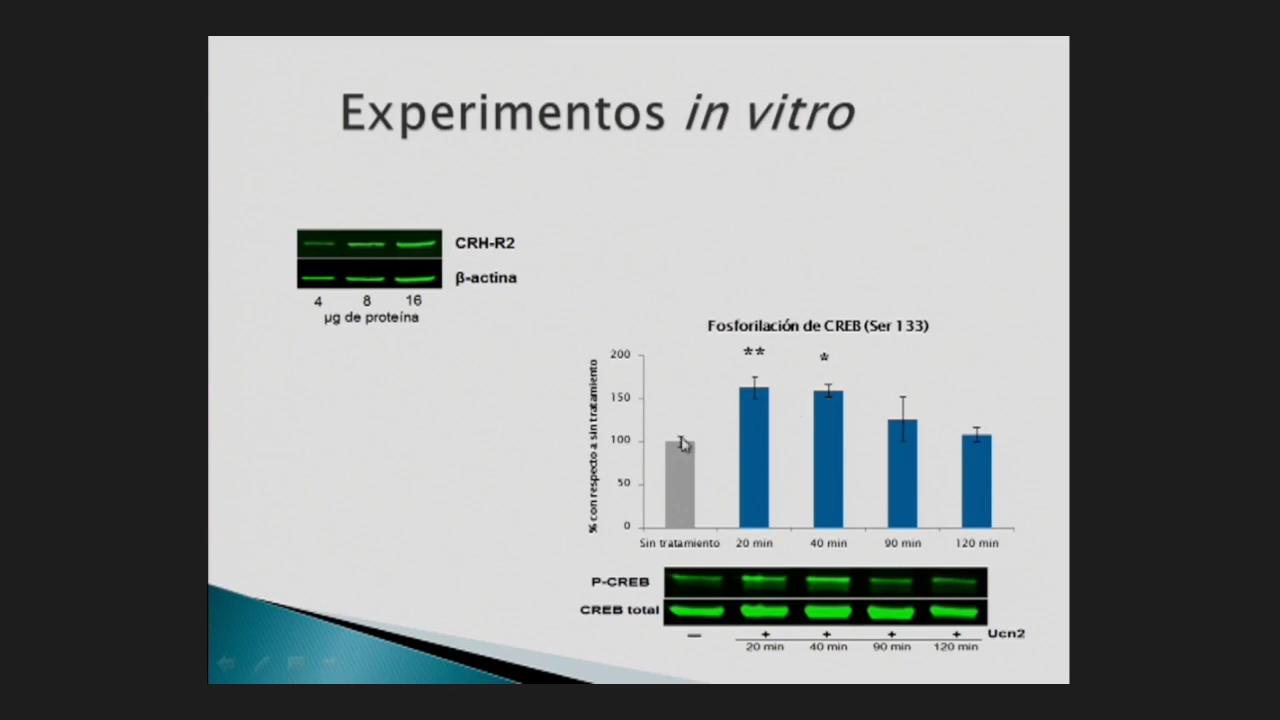 Experimentos in vitro
CRH-R2
β-actina
4 8 16
µg de proteína
Fosforilación de CREB (Ser 133)
% con respecto a sin tratamiento
200
150
100
50
0
** *
Sin tratamiento 20 min 40 min 90 min 120 min
P-CREB
CREB total
− + + + + Ucn2
20 min 40 min 90 min 120 min